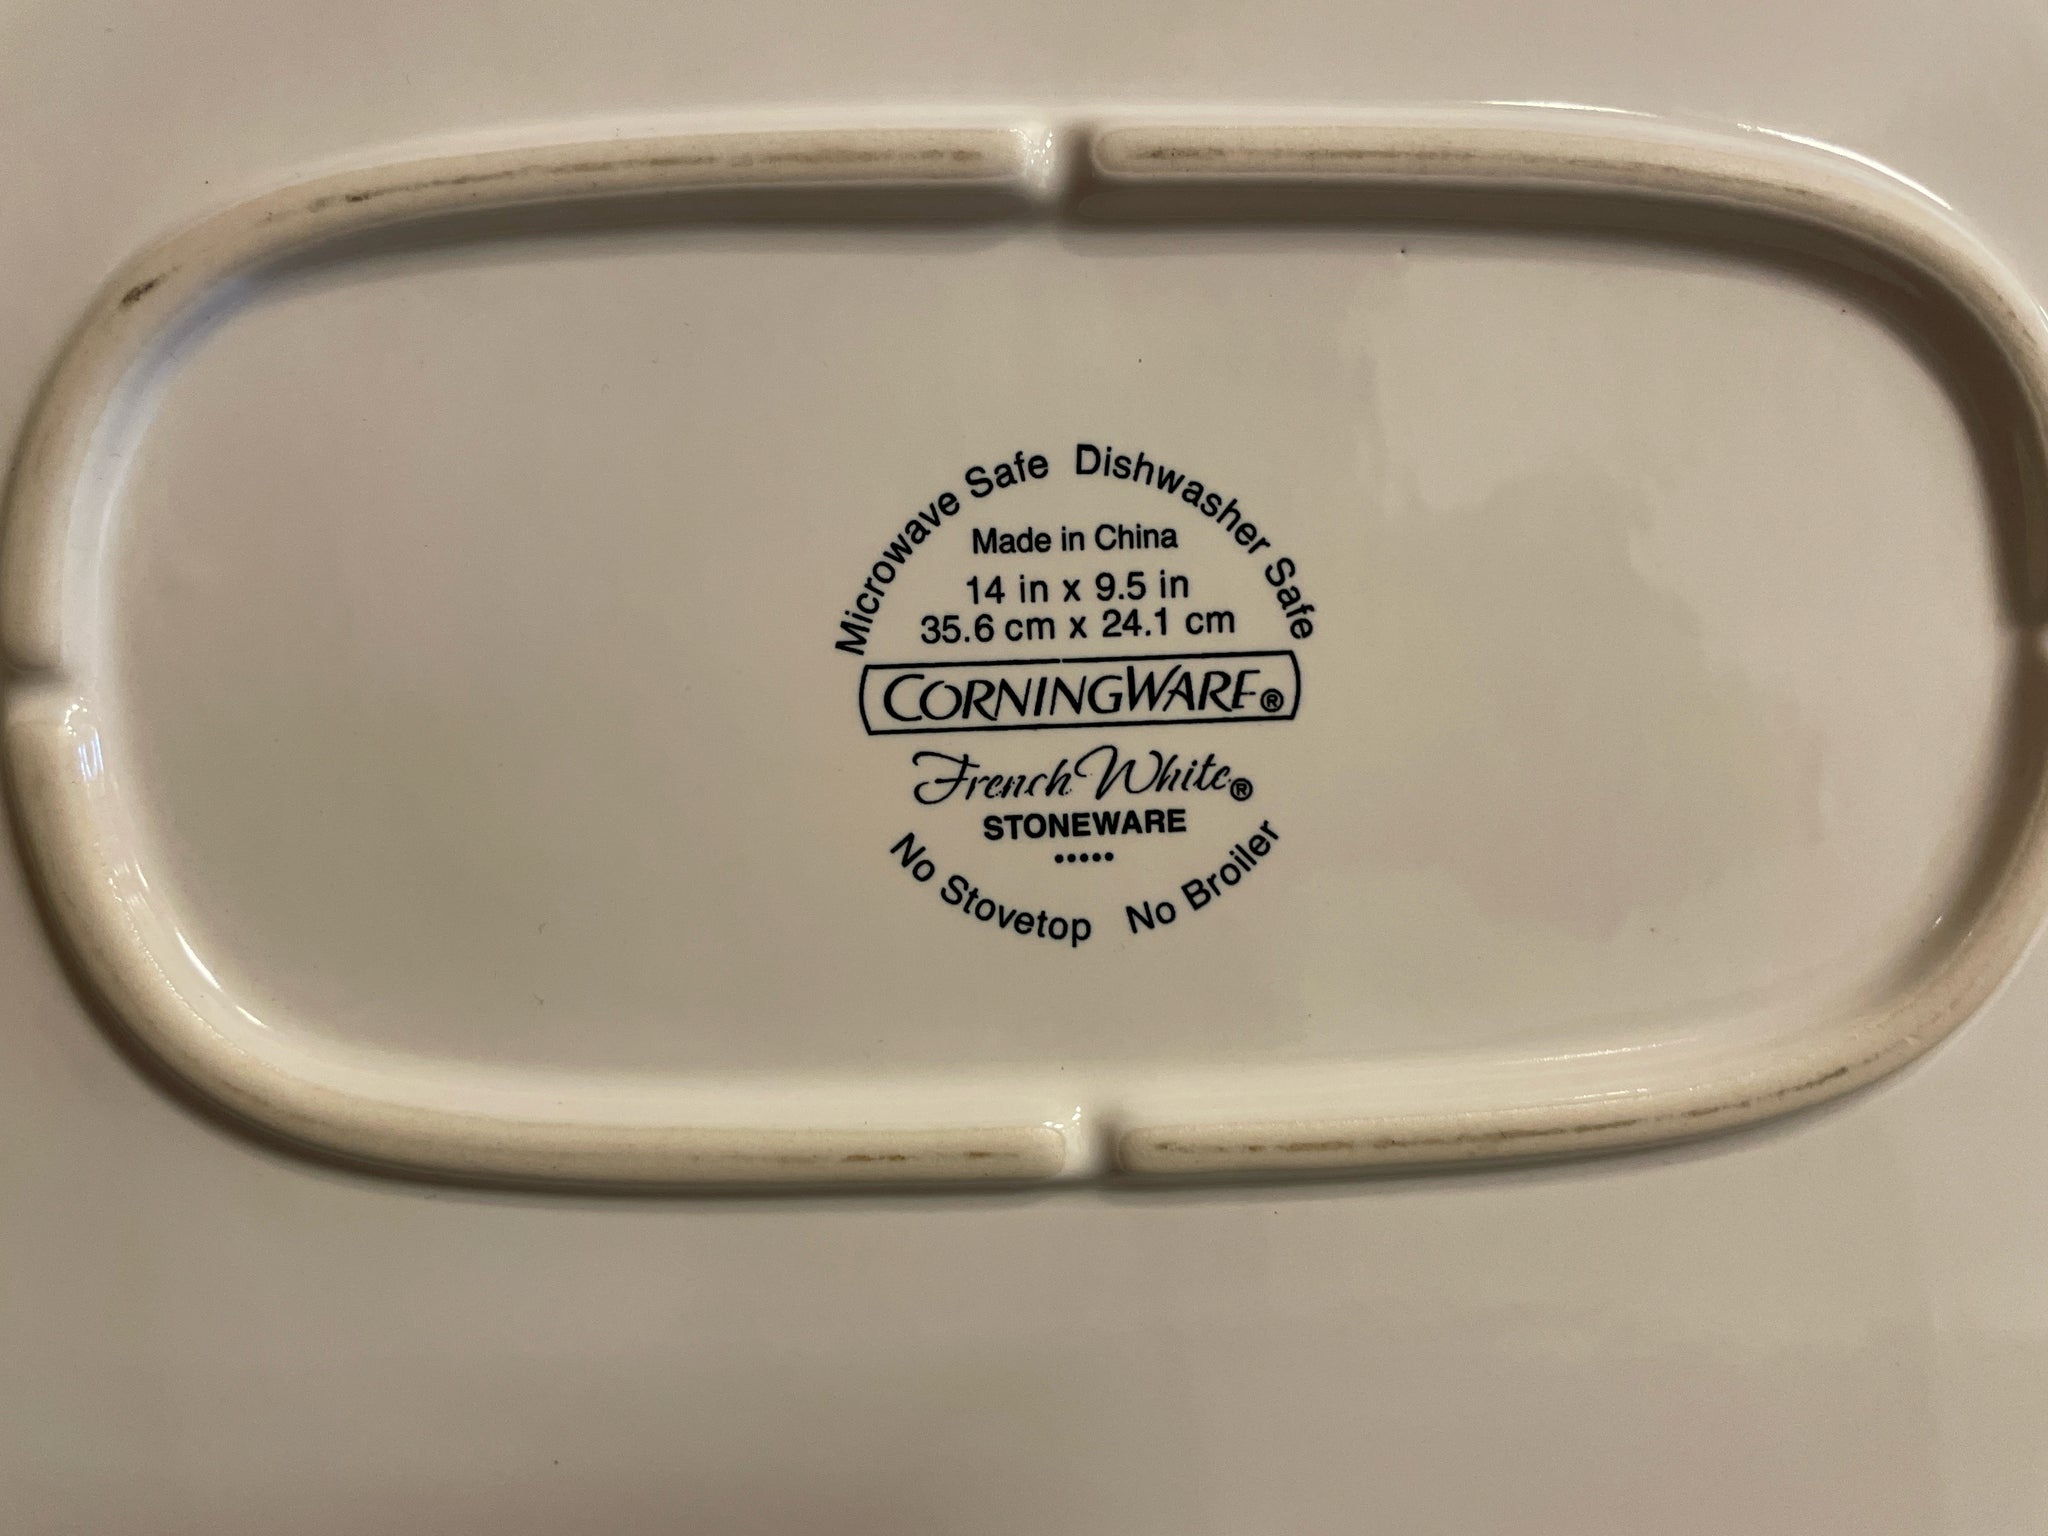 Microwave Safe Dishwasher Safe
Made in China
14 in x 9.5 in
35.6 cm x 24.1 cm
CORNINGWARE®
French White®
STONEWARE
•••••
No Stovetop No Broiler